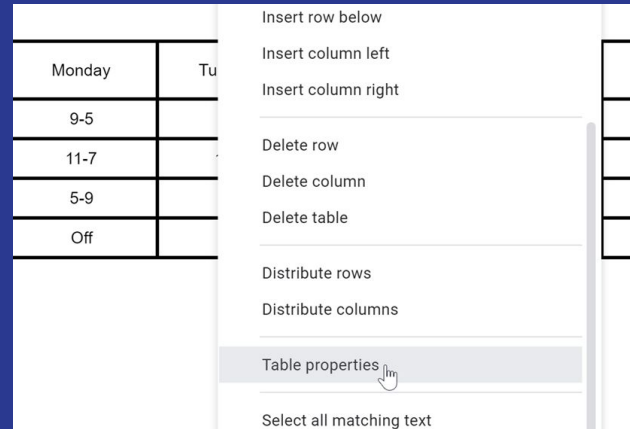 Insert row below
Insert column left
Monday Tu
Insert column right
9-5
Delete row
11-7
Delete column
5-9
Delete table
Off
Distribute rows
Distribute columns
Table properties
Select all matching text